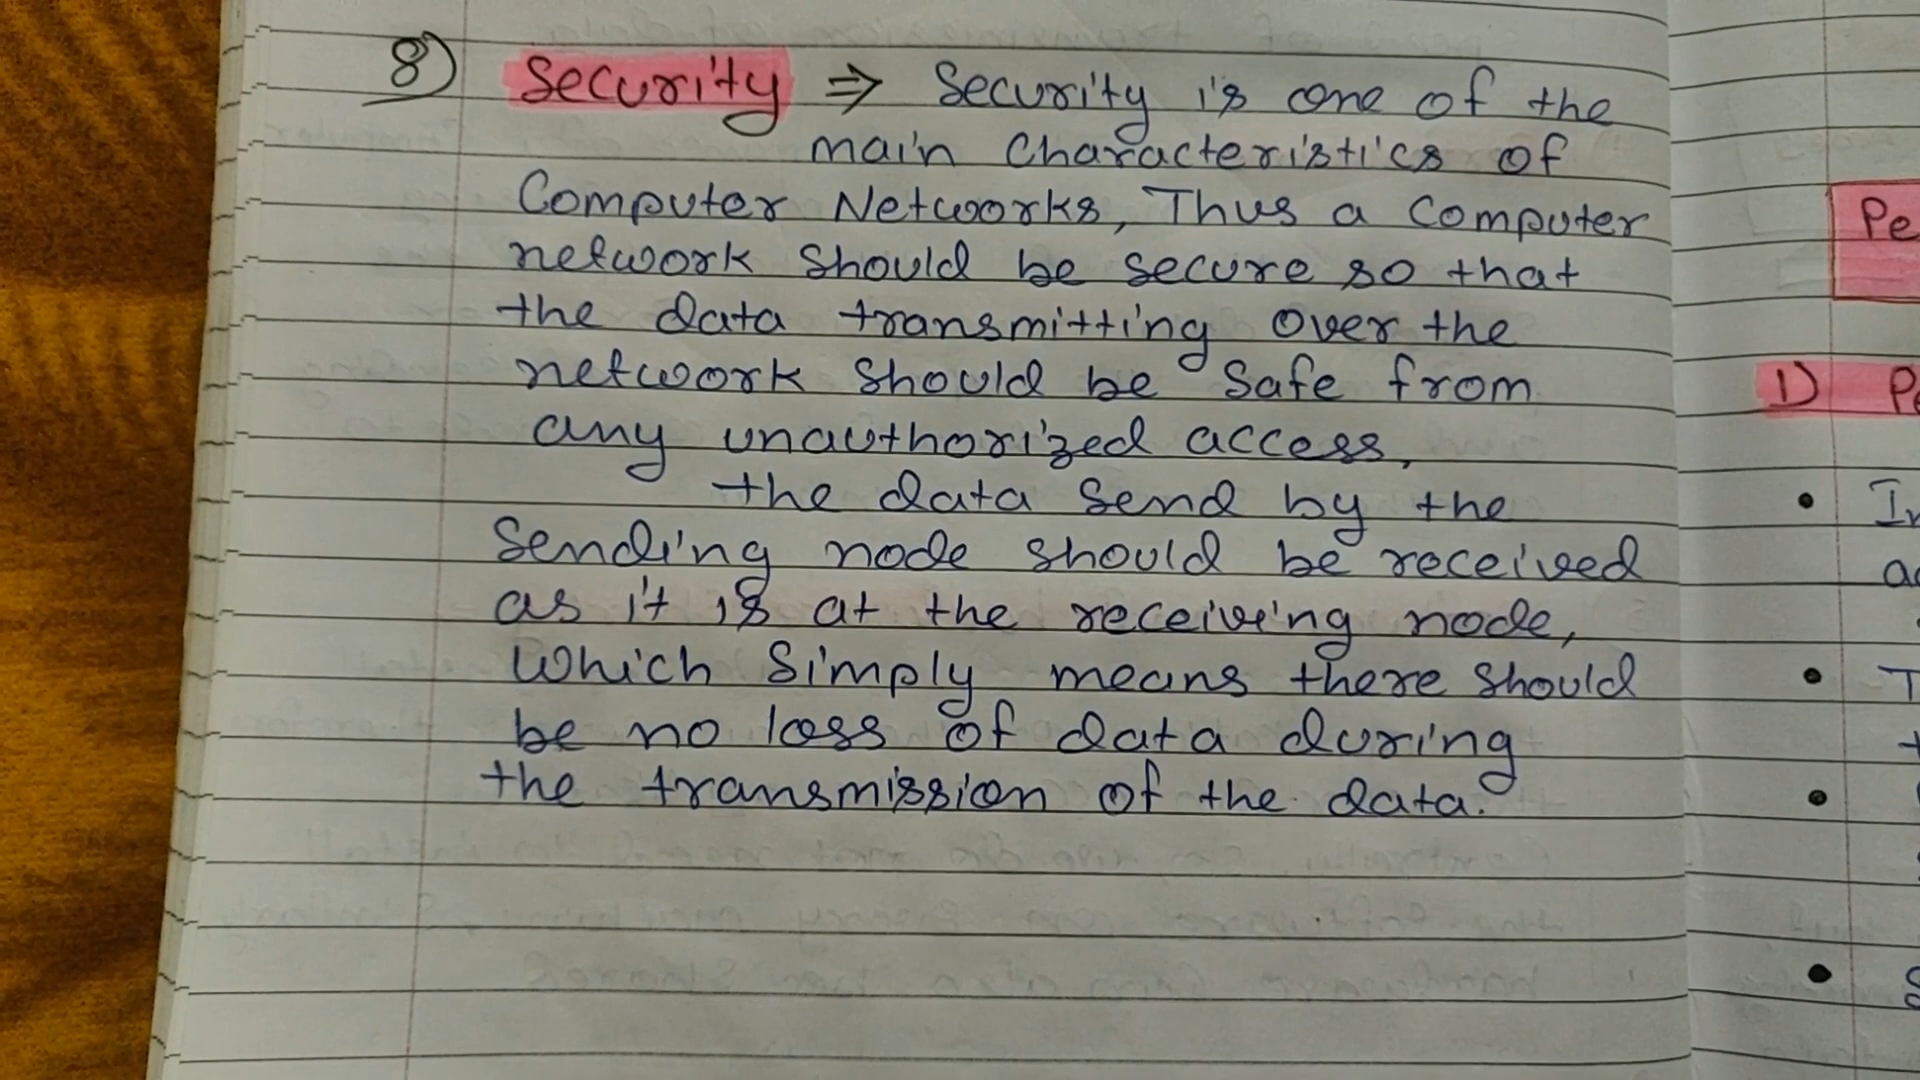 8) Security ⇒ Security is one of the
main characteristics of
Computer Networks, Thus a Computer
network should be secure so that
the data transmitting over the
network should be safe from
any unauthorized access,
the data send by the
Sending node should be received
as it is at the receiving node,
which simply means there should
be no loss of data during
the transmission of the data.
Pe
1) Pe
• In
• T